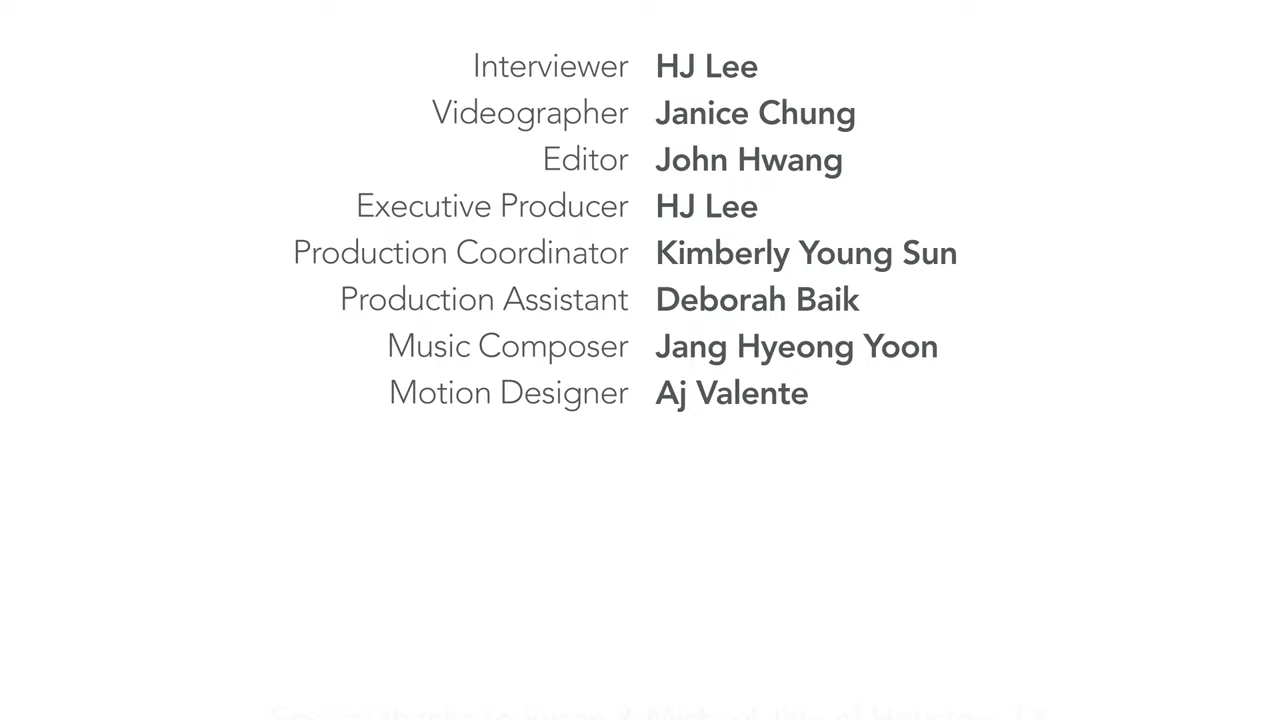 Interviewer HJ Lee
Videographer Janice Chung
Editor John Hwang
Executive Producer HJ Lee
Production Coordinator Kimberly Young Sun
Production Assistant Deborah Baik
Music Composer Jang Hyeong Yoon
Motion Designer Aj Valente